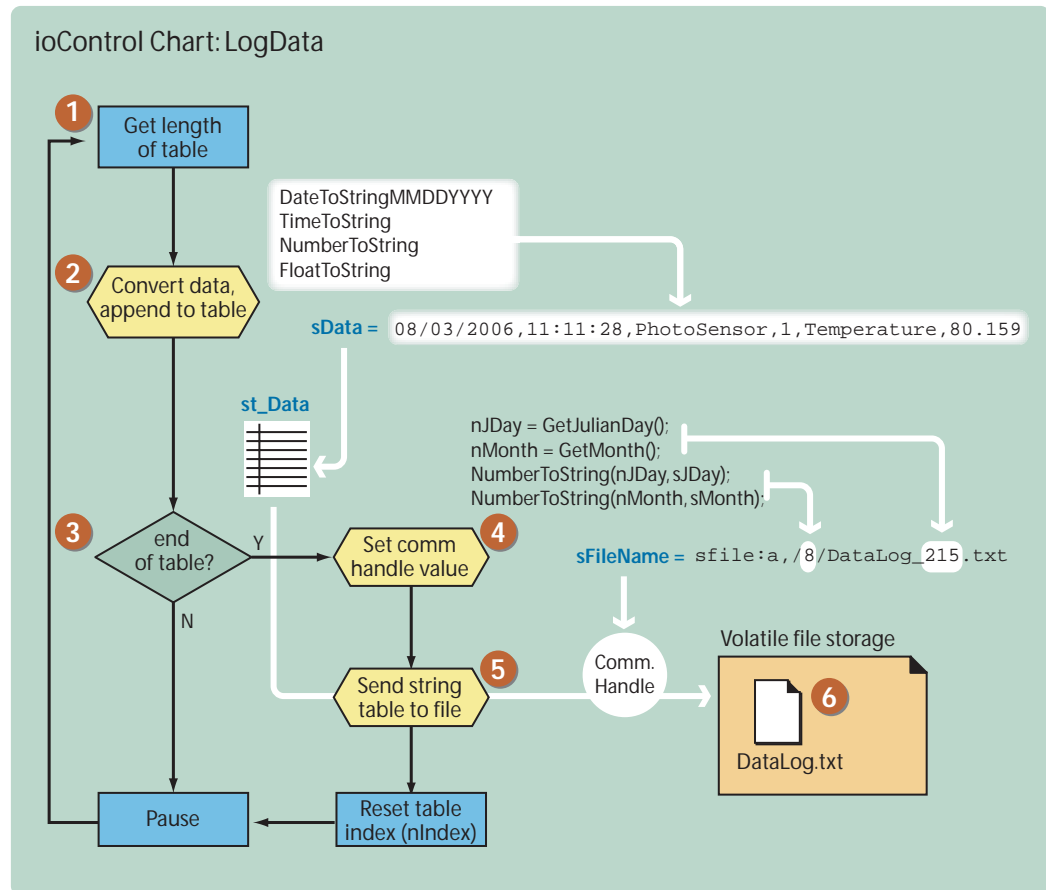 ioControl Chart: LogData
1
Get length
of table
DateToStringMMDDYYYY
TimeToString
NumberToString
FloatToString
2
Convert data,
append to table
sData = 08/03/2006,11:11:28,PhotoSensor,1,Temperature,80.159
st_Data
nJDay = GetJulianDay();
nMonth = GetMonth();
NumberToString(nJDay, sJDay);
NumberToString(nMonth, sMonth);
3
end
of table?
Y
N
4
Set comm
handle value
sFileName = sfile:a,/8/DataLog_215.txt
5
Send string
table to file
Comm.
Handle
Volatile file storage
6
DataLog.txt
Pause
Reset table
index (nIndex)